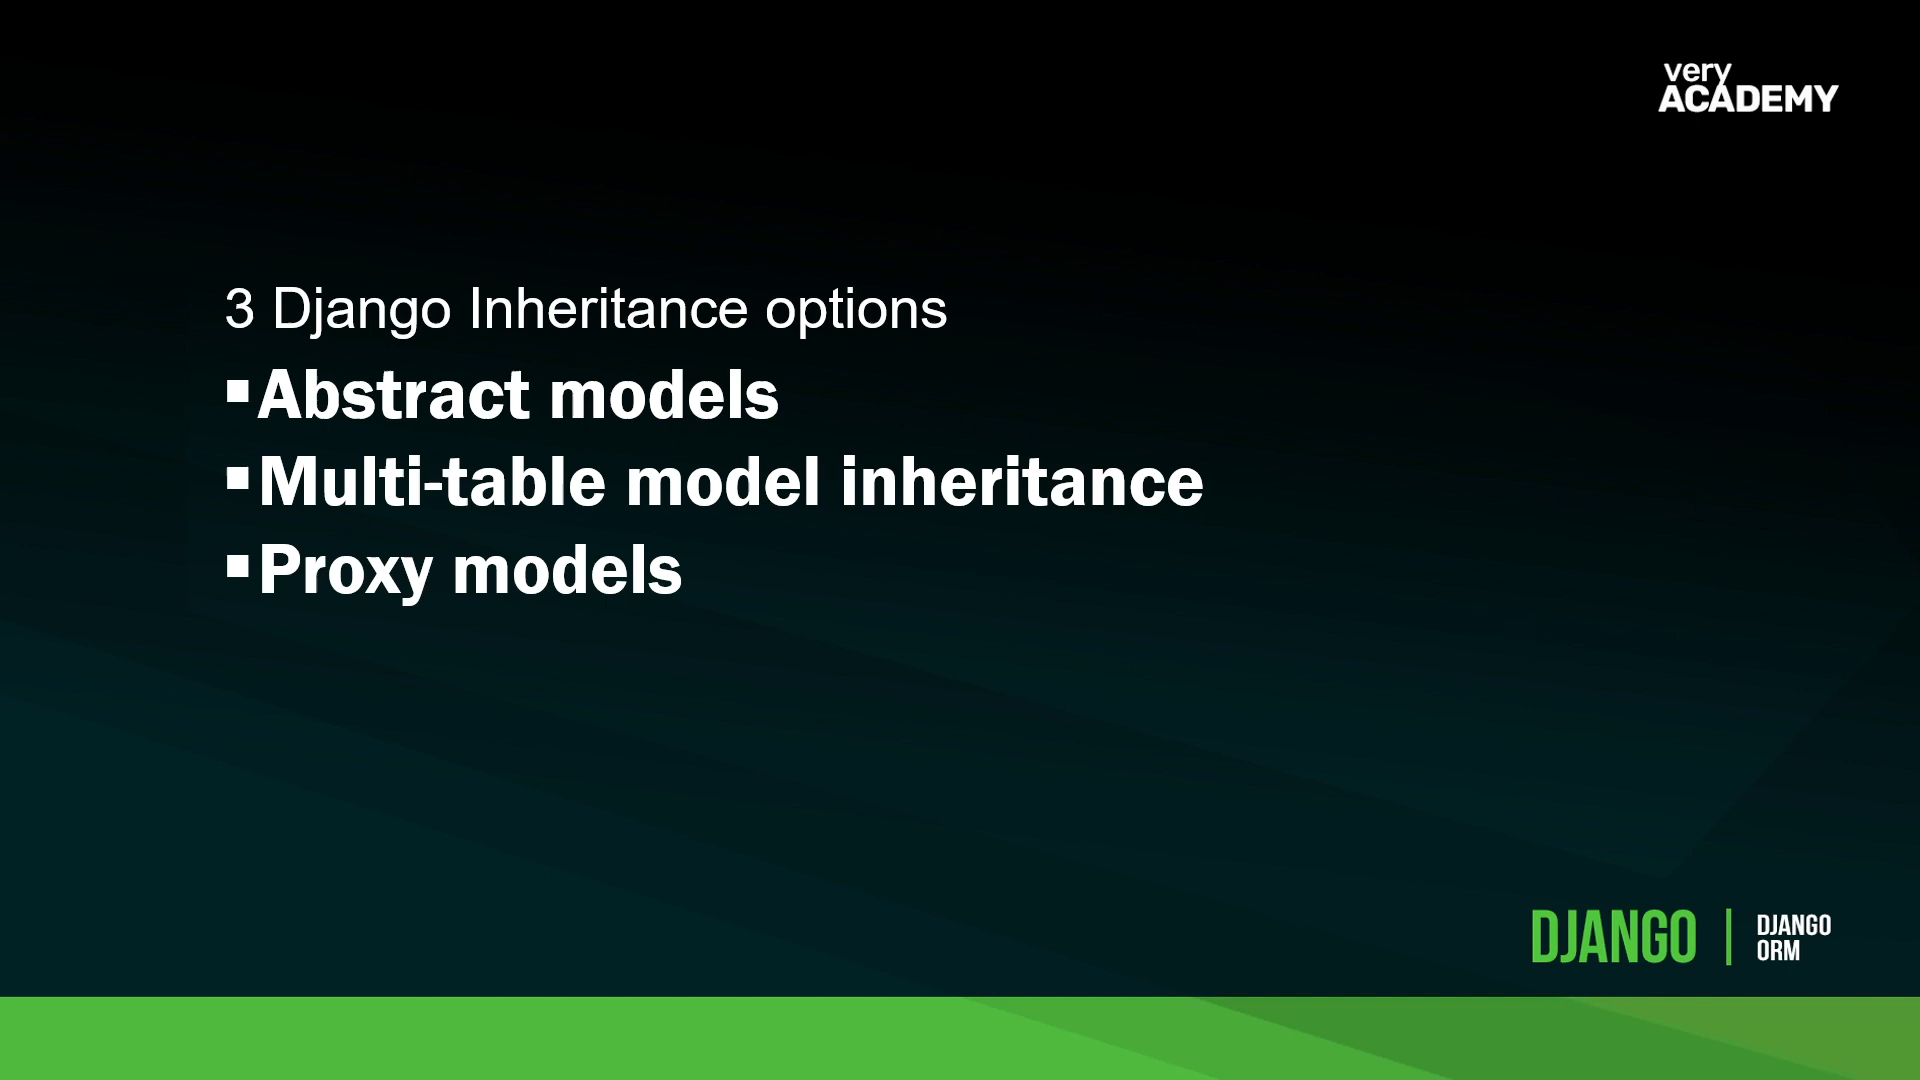 very
ACADEMY
3 Django Inheritance options
▪Abstract models
▪Multi-table model inheritance
▪Proxy models
DJANGO | DJANGO
ORM